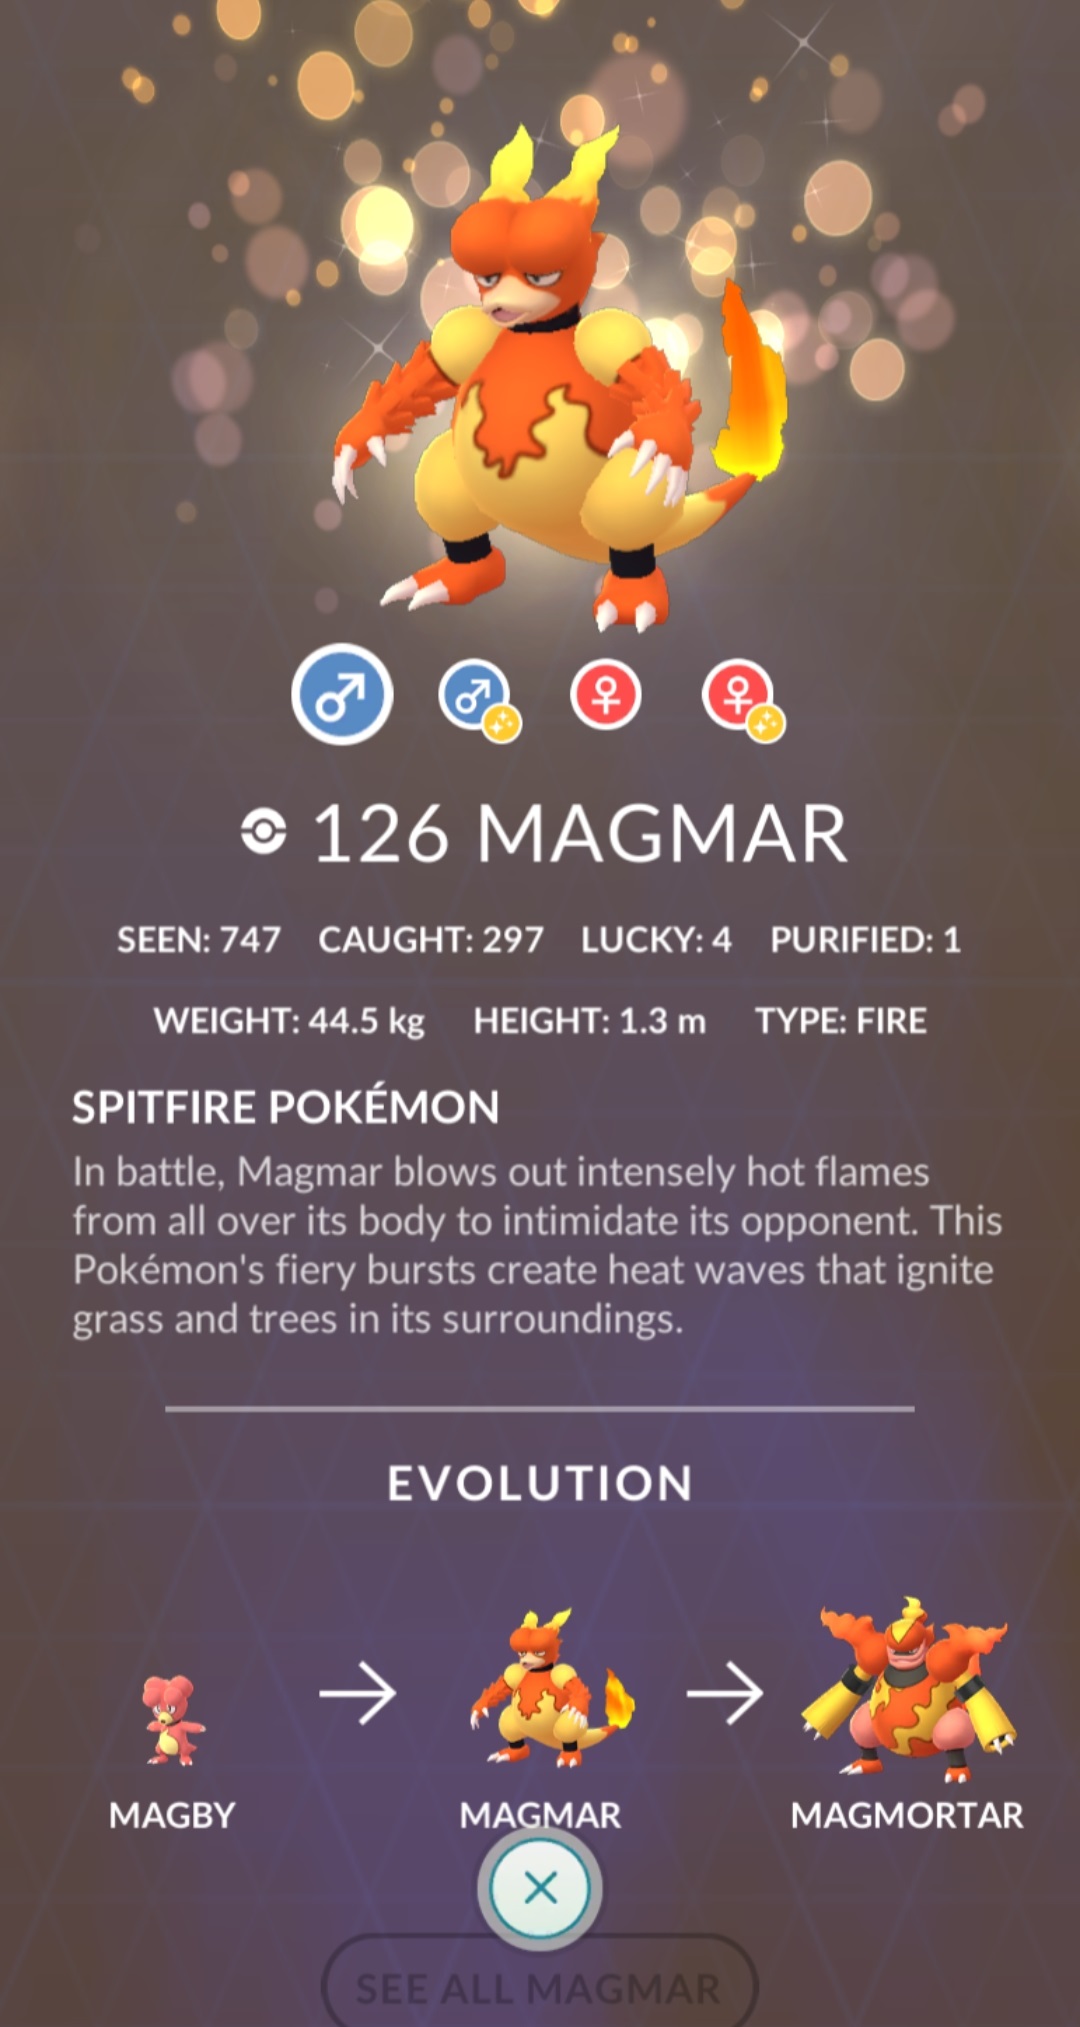 126 MAGMAR
SEEN: 747 CAUGHT: 297 LUCKY: 4 PURIFIED: 1
WEIGHT: 44.5 kg HEIGHT: 1.3 m TYPE: FIRE
SPITFIRE POKÉMON
In battle, Magmar blows out intensely hot flames
from all over its body to intimidate its opponent. This
Pokémon's fiery bursts create heat waves that ignite
grass and trees in its surroundings.
EVOLUTION
MAGBY MAGMAR MAGMORTAR
SEE ALL MAGMAR